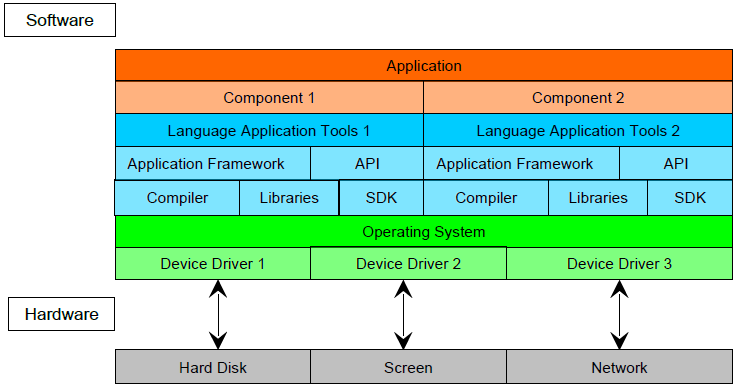 Software
Application
Component 1 Component 2
Language Application Tools 1 Language Application Tools 2
Application Framework API Application Framework API
Compiler Libraries SDK Compiler Libraries SDK
Operating System
Device Driver 1 Device Driver 2 Device Driver 3
Hardware
Hard Disk Screen Network